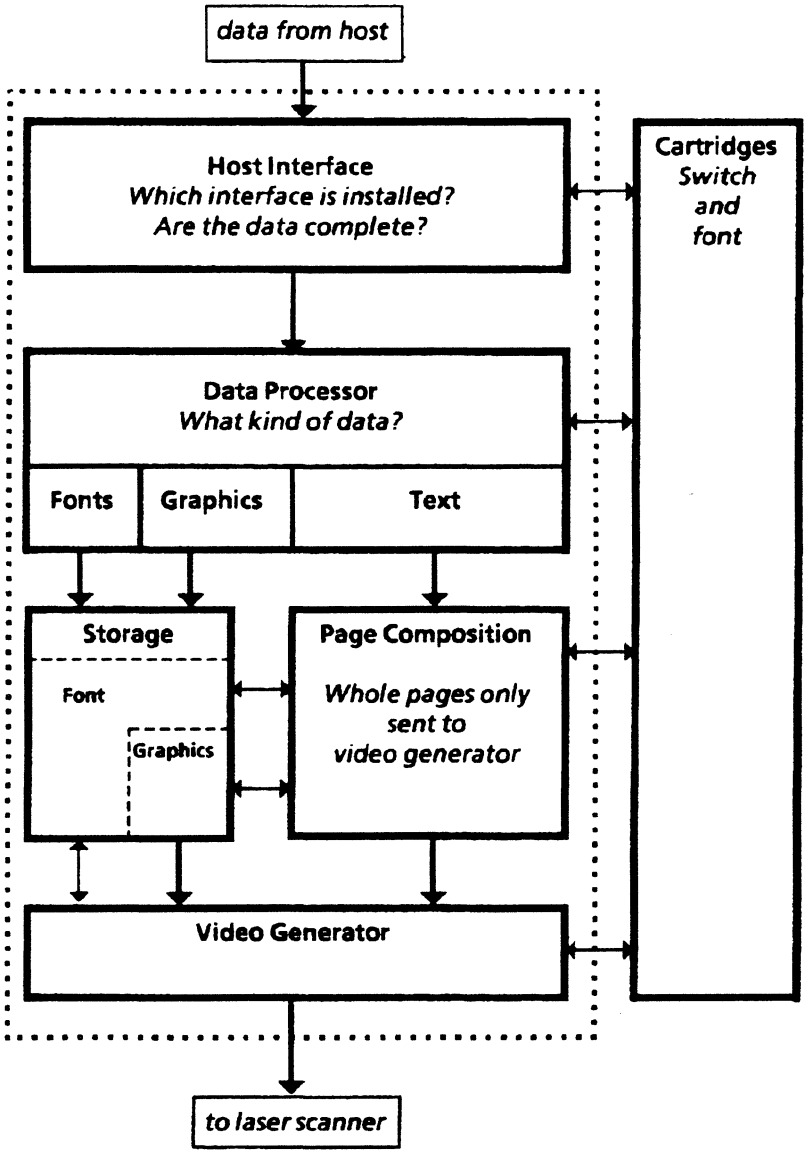 data from host
Host Interface
Which interface is installed?
Are the data complete?
Cartridges
Switch
and
font
Data Processor
What kind of data?
Fonts
Graphics
Text
Storage
Font
Graphics
Page Composition
Whole pages only
sent to
video generator
Video Generator
to laser scanner